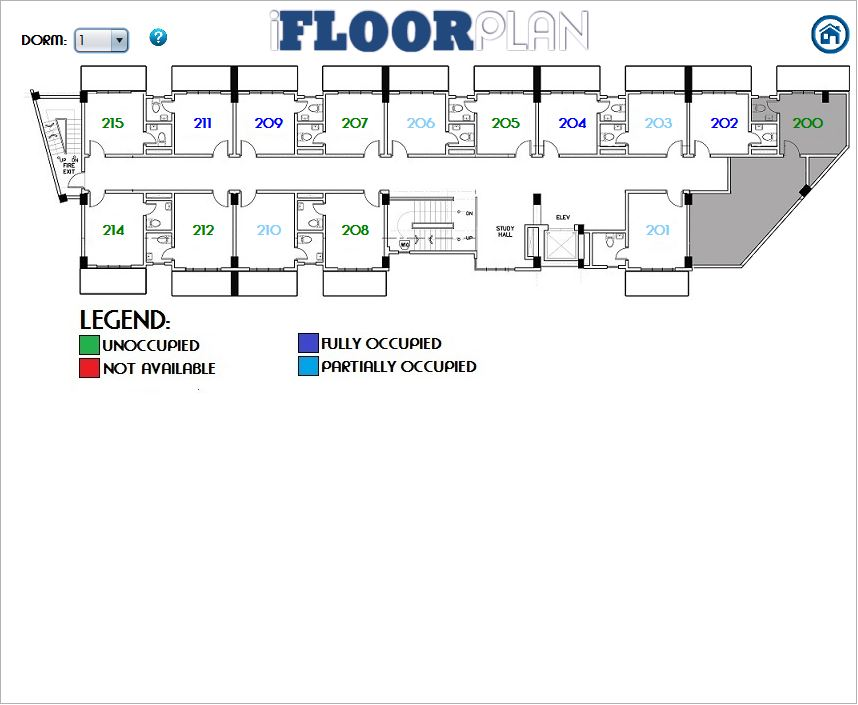 iFLOORPLAN
DORM: 1 ?
215 211 209 207 206 205 204 203 202 200
UP DN
FIRE
EXIT
214 212 210 208 201
DN
UP
STUDY
HALL
ELEV
LEGEND:
UNOCCUPIED
FULLY OCCUPIED
NOT AVAILABLE
PARTIALLY OCCUPIED